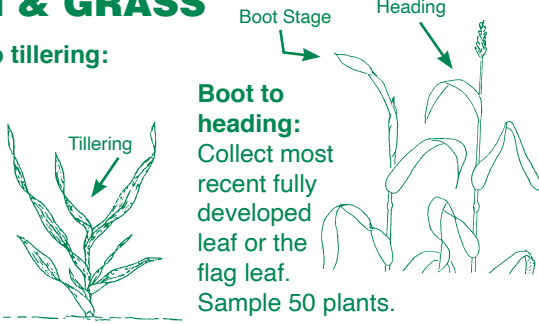 & GRASS
tillering:
Tillering
Boot Stage
Heading
Boot to
heading:
Collect most
recent fully
developed
leaf or the
flag leaf.
Sample 50 plants.